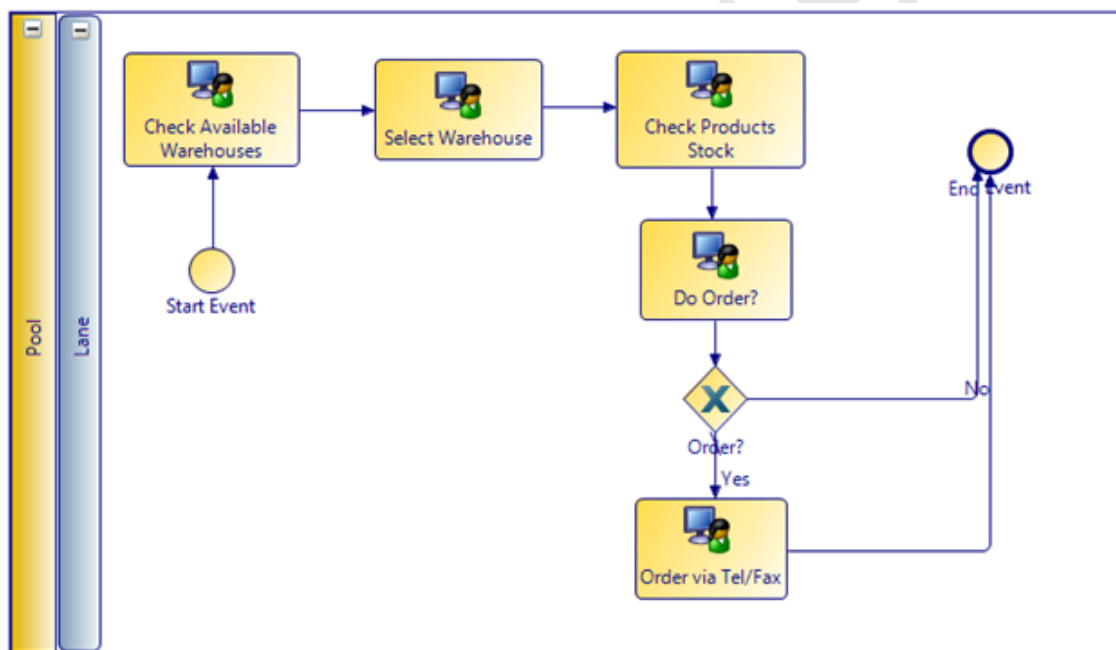 Pool
Lane
Check Available
Warehouses
Select Warehouse
Check Products
Stock
Start Event
End Event
Do Order?
No
Order?
Yes
Order via Tel/Fax